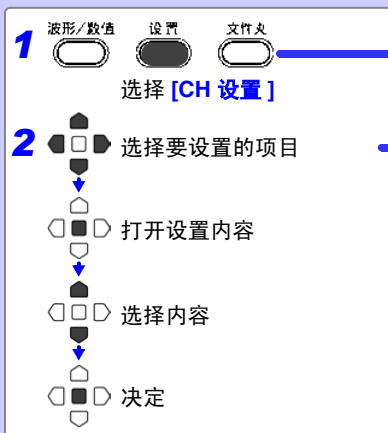 1 波形/数值 设置 文件夹
选择 [CH 设置 ]
2 选择要设置的项目
打开设置内容
选择内容
决定